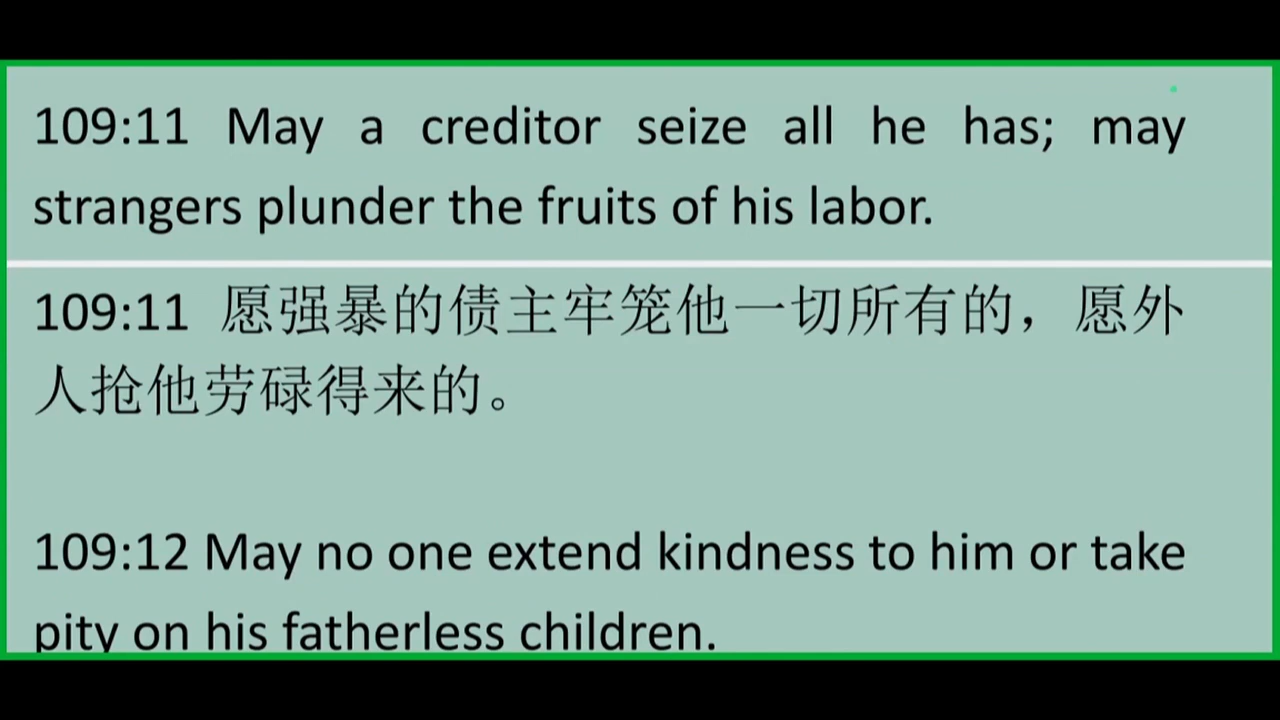 109:11 May a creditor seize all he has; may
strangers plunder the fruits of his labor.
109:11 愿强暴的债主牢笼他一切所有的，愿外
人抢他劳碌得来的。
109:12 May no one extend kindness to him or take
pity on his fatherless children.